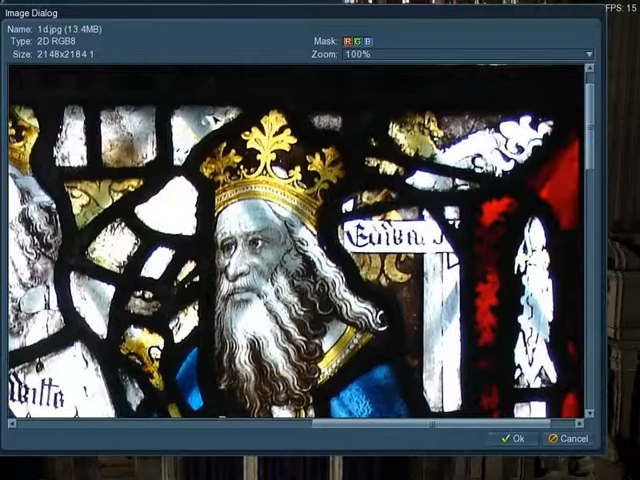 FPS: 15
Image Dialog
Name: 1d.jpg (13.4MB)
Type: 2D RGB8
Mask: R G B
Size: 2148x2184 1
Zoom: 100%
Ok
Cancel